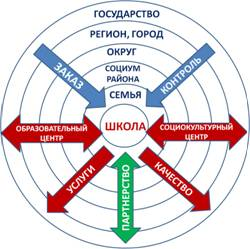 ГОСУДАРСТВО
РЕГИОН, ГОРОД
ОКРУГ
СОЦИУМ
РАЙОНА
СЕМЬЯ
ЗАКАЗ
КОНТРОЛЬ
ОБРАЗОВАТЕЛЬНЫЙ
ЦЕНТР
ШКОЛА
СОЦИОКУЛЬТУРНЫЙ
ЦЕНТР
УСЛУГИ
ПАРТНЕРСТВО
КАЧЕСТВО